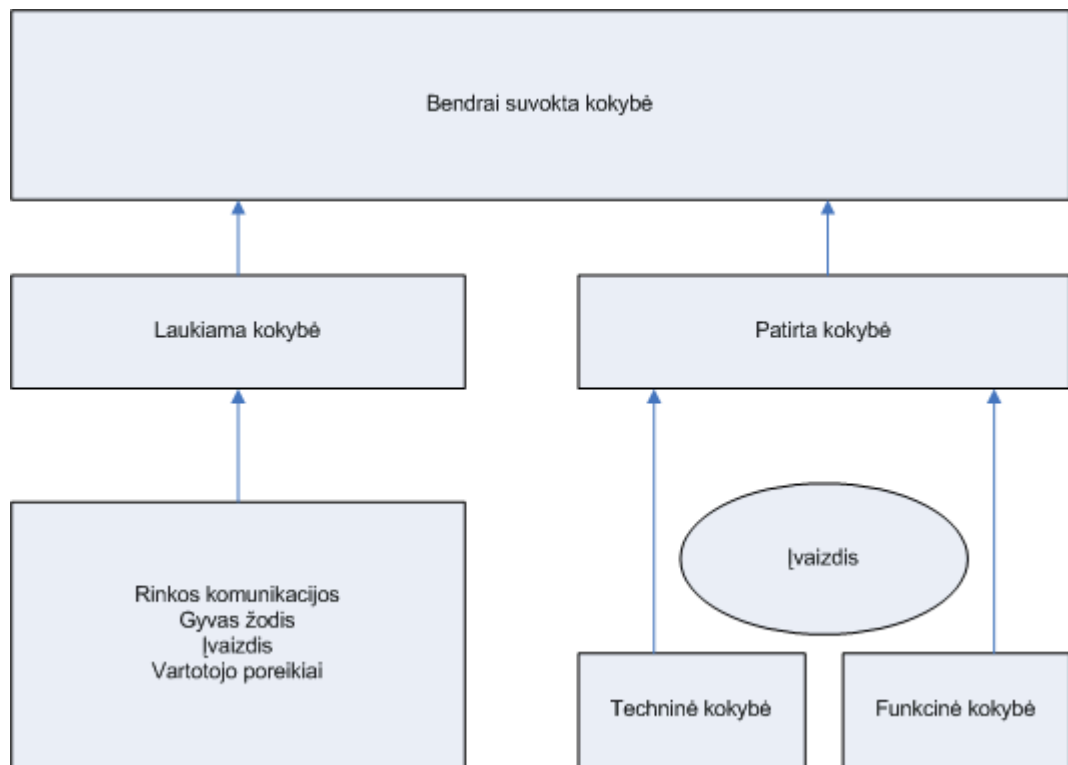 Bendrai suvokta kokybė
Laukiama kokybė
Patirta kokybė
Rinkos komunikacijos
Gyvas žodis
Įvaizdis
Vartotojo poreikiai
Įvaizdis
Techninė kokybė
Funkcinė kokybė